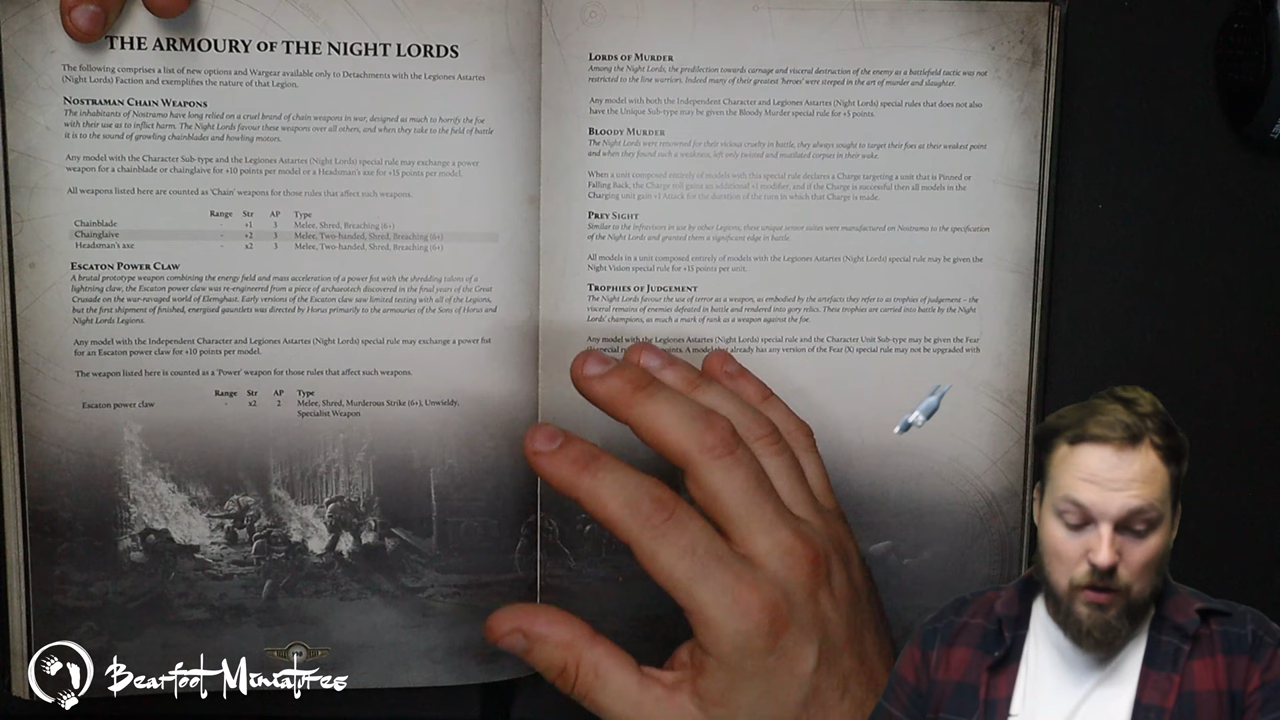 THE ARMOURY OF THE NIGHT LORDS
The following comprises a list of new options and Wargear available only to Detachments with the Legiones Astartes
(Night Lords) Faction and exemplifies the nature of that Legion.
NOSTRAMAN CHAIN WEAPONS
The inhabitants of Nostramo have long relied on a cruel brand of chain weapons in war, designed as much to horrify the foe
with their use as to inflict harm. The Night Lords favour these weapons over all others, and when they take to the field of battle
it is to the sound of growling chainblades and howling motors.
Any model with the Character Sub-type and the Legiones Astartes (Night Lords) special rule may exchange a power
weapon for a chainblade or chainglaive for +10 points per model or a Headsman's axe for +15 points per model.
All weapons listed here are counted as 'Chain' weapons for those rules that affect such weapons.
Range Str AP Type
Chainblade - +1 3 Melee, Shred, Breaching (6+)
Chainglaive - +2 3 Melee, Two-handed, Shred, Breaching (6+)
Headsman's axe - x2 3 Melee, Two-handed, Shred, Breaching (6+)
ESCATON POWER CLAW
A brutal prototype weapon combining the energy field and mass acceleration of a power fist with the shredding talons of a
lightning claw, the Escaton power claw was re-engineered from a piece of archaeotech discovered in the final years of the Great
Crusade on the war-ravaged world of Elemghast. Early versions of the Escaton claw saw limited testing with all of the Legions,
but the first shipment of finished, energized gauntlets was directed by Horus primarily to the armouries of the Sons of Horus and
Night Lords Legions.
Any model with the Independent Character and Legiones Astartes (Night Lords) special rule may exchange a power fist
for an Escaton power claw for +10 points per model.
The weapon listed here is counted as a 'Power' weapon for those rules that affect such weapons.
Range Str AP Type
Escaton power claw - x2 2 Melee, Shred, Murderous Strike (6+), Unwieldy,
Specialist Weapon
LORDS OF MURDER
Among the Night Lords, the predilection towards carnage and visceral destruction of the enemy as a battlefield tactic was not
restricted to the line warriors. Indeed many of their greatest 'heroes' were steeped in the art of murder and slaughter.
Any model with both the Independent Character and Legiones Astartes (Night Lords) special rules that does not also
have the Unique Sub-type may be given the Bloody Murder special rule for +5 points.
BLOODY MURDER
The Night Lords were renowned for their vicious cruelty in battle, they always sought to target their foes at their weakest point
and when they found such a weakness, left only twisted and mutilated corpses in their wake.
When a unit composed entirely of models with this special rule declares a Charge targeting a unit that is Pinned or
Falling Back, the Charge roll gains an additional +1 modifier, and if the Charge is successful then all models in the
Charging unit gain +1 Attack for the duration of the turn in which that Charge is made.
PREY SIGHT
Similar to the infravisors in use by other Legions, these unique sensor suites were manufactured on Nostramo to the specification
of the Night Lords and granted them a significant edge in battle.
All models in a unit composed entirely of models with the Legiones Astartes (Night Lords) special rule may be given the
Night Vision special rule for +15 points per unit.
TROPHIES OF JUDGEMENT
The Night Lords favour the use of terror as a weapon, as embodied by the artefacts they refer to as trophies of judgement – the
visceral remains of enemies defeated in battle and rendered into gory relics. These trophies are carried into battle by the Night
Lords' champions, as much a mark of rank as a weapon against the foe.
Any model with the Legiones Astartes (Night Lords) special rule and the Character Unit Sub-type may be given the Fear
special rule points. A model that already has any version of the Fear (X) special rule may not be upgraded with
Bearfoot Miniatures